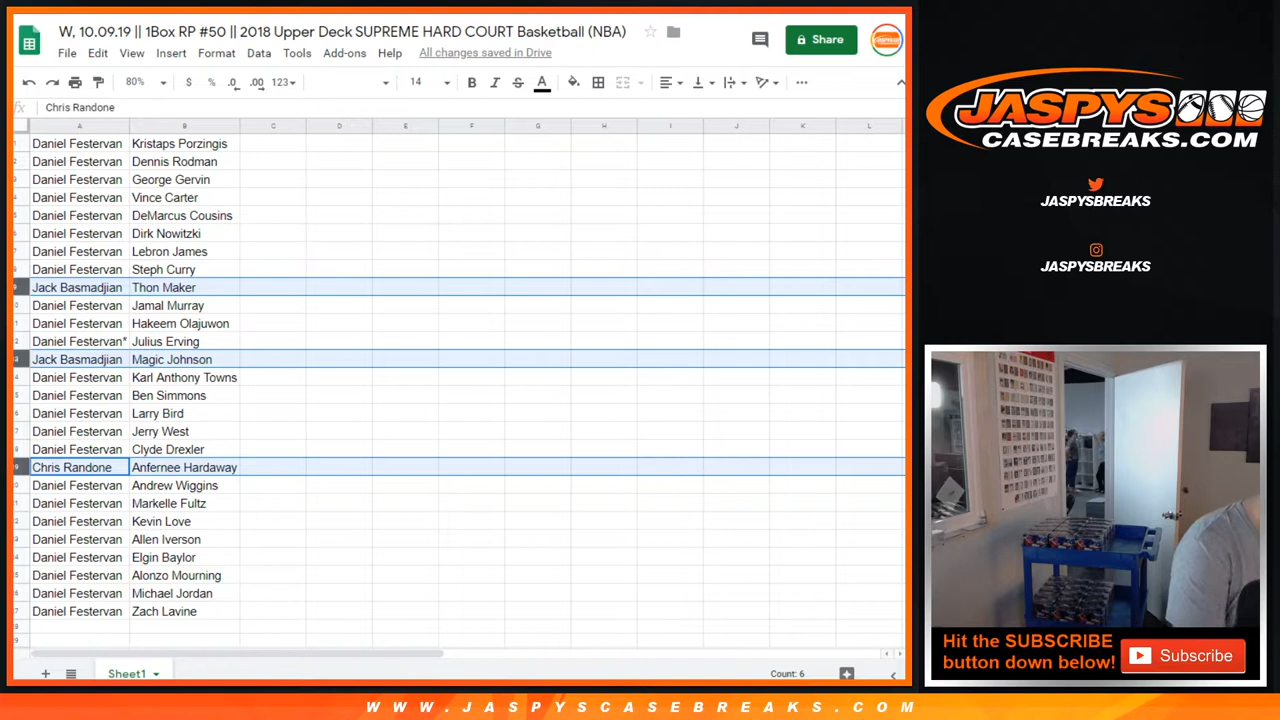 W, 10.09.19 || 1Box RP #50 || 2018 Upper Deck SUPREME HARD COURT Basketball (NBA)
File Edit View Insert Format Data Tools Add-ons Help All changes saved in Drive
Share
80% $ % .0 .00 123 14 B I S A
fx Chris Randone
A B C D E F G H I J K L
Daniel Festervan Kristaps Porzingis
Daniel Festervan Dennis Rodman
Daniel Festervan George Gervin
Daniel Festervan Vince Carter
Daniel Festervan DeMarcus Cousins
Daniel Festervan Dirk Nowitzki
Daniel Festervan Lebron James
Daniel Festervan Steph Curry
Jack Basmadjian Thon Maker
Daniel Festervan Jamal Murray
Daniel Festervan Hakeem Olajuwon
Daniel Festervan* Julius Erving
Jack Basmadjian Magic Johnson
Daniel Festervan Karl Anthony Towns
Daniel Festervan Ben Simmons
Daniel Festervan Larry Bird
Daniel Festervan Jerry West
Daniel Festervan Clyde Drexler
Chris Randone Anfernee Hardaway
Daniel Festervan Andrew Wiggins
Daniel Festervan Markelle Fultz
Daniel Festervan Kevin Love
Daniel Festervan Allen Iverson
Daniel Festervan Elgin Baylor
Daniel Festervan Alonzo Mourning
Daniel Festervan Michael Jordan
Daniel Festervan Zach Lavine
Sheet1
Count: 6
JASPYS
CASEBREAKS.COM
JASPYSBREAKS
JASPYSBREAKS
Hit the SUBSCRIBE
button down below!
Subscribe
WWW.JASPYSCASEBREAKS.COM